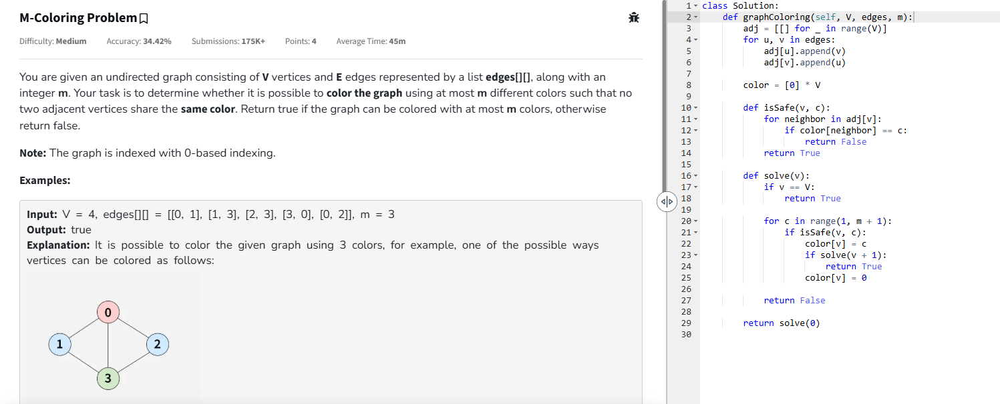 M-Coloring Problem
Difficulty: Medium Accuracy: 34.42% Submissions: 175K+ Points: 4 Average Time: 45m
You are given an undirected graph consisting of V vertices and E edges represented by a list edges[][], along with an
integer m. Your task is to determine whether it is possible to color the graph using at most m different colors such that no
two adjacent vertices share the same color. Return true if the graph can be colored with at most m colors, otherwise
return false.
Note: The graph is indexed with 0-based indexing.
Examples:
Input: V = 4, edges[][] = [[0, 1], [1, 3], [2, 3], [3, 0], [0, 2]], m = 3
Output: true
Explanation: It is possible to color the given graph using 3 colors, for example, one of the possible ways
vertices can be colored as follows:
0
1 2
3
1 class Solution:
2     def graphColoring(self, V, edges, m):
3         adj = [[] for _ in range(V)]
4         for u, v in edges:
5             adj[u].append(v)
6             adj[v].append(u)
7
8         color = [0] * V
9
10         def isSafe(v, c):
11             for neighbor in adj[v]:
12                 if color[neighbor] == c:
13                     return False
14             return True
15
16         def solve(v):
17             if v == V:
18                 return True
19
20             for c in range(1, m + 1):
21                 if isSafe(v, c):
22                     color[v] = c
23                     if solve(v + 1):
24                         return True
25                     color[v] = 0
26
27             return False
28
29         return solve(0)
30